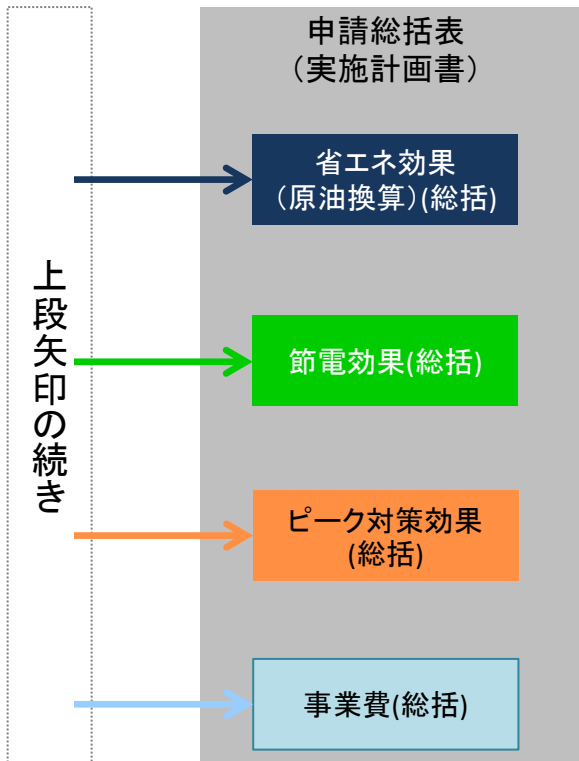 申請総括表
（実施計画書）
省エネ効果
（原油換算）(総括)
上段矢印の続き
節電効果(総括)
ピーク対策効果
(総括)
事業費(総括)